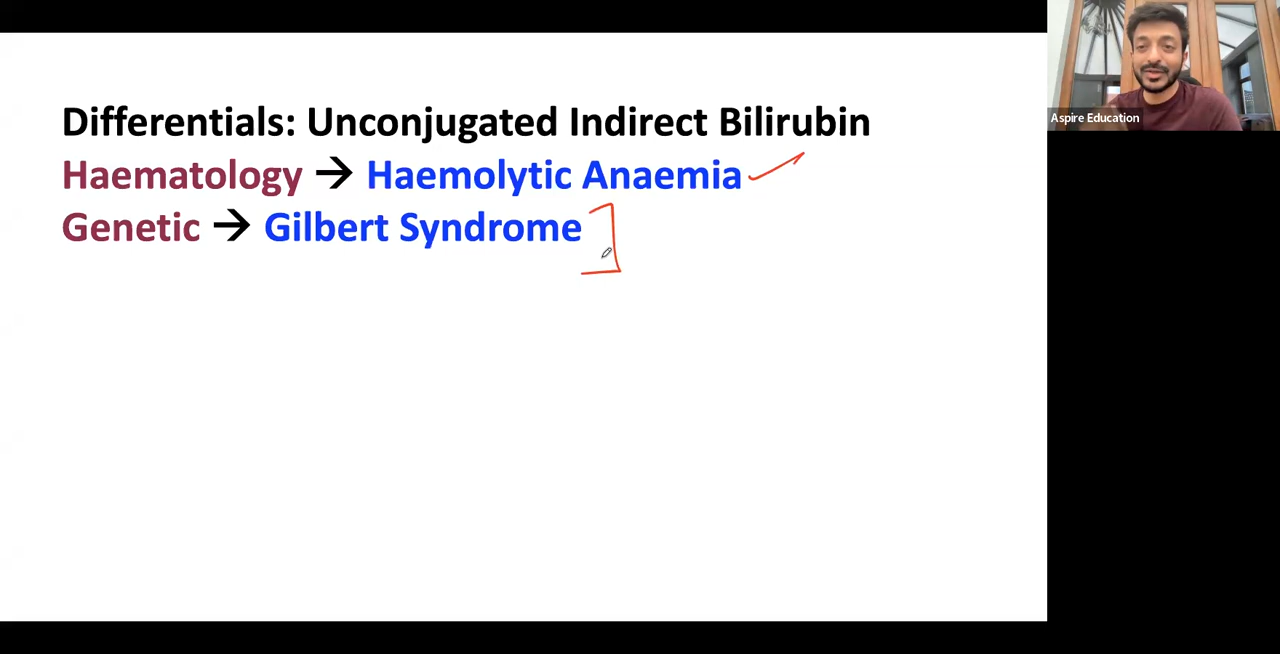 Differentials: Unconjugated Indirect Bilirubin
Haematology → Haemolytic Anaemia
Genetic → Gilbert Syndrome
Aspire Education